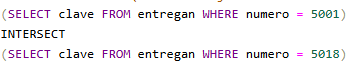 (SELECT clave FROM entregan WHERE numero = 5001)
INTERSECT
(SELECT clave FROM entregan WHERE numero = 5018)